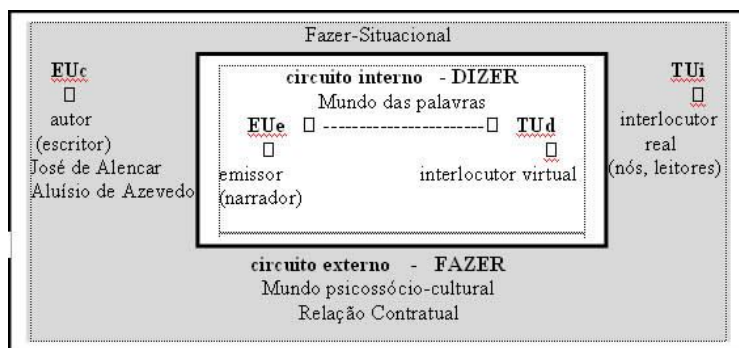 Fazer-Situacional
EUc
TUi
circuito interno - DIZER
Mundo das palavras
EUe □ ----------------------- □ TUd
autor
(escritor)
José de Alencar
Aluísio de Azevedo
emissor
(narrador)
interlocutor virtual
interlocutor
real
(nós, leitores)
circuito externo - FAZER
Mundo psicossócio-cultural
Relação Contratual